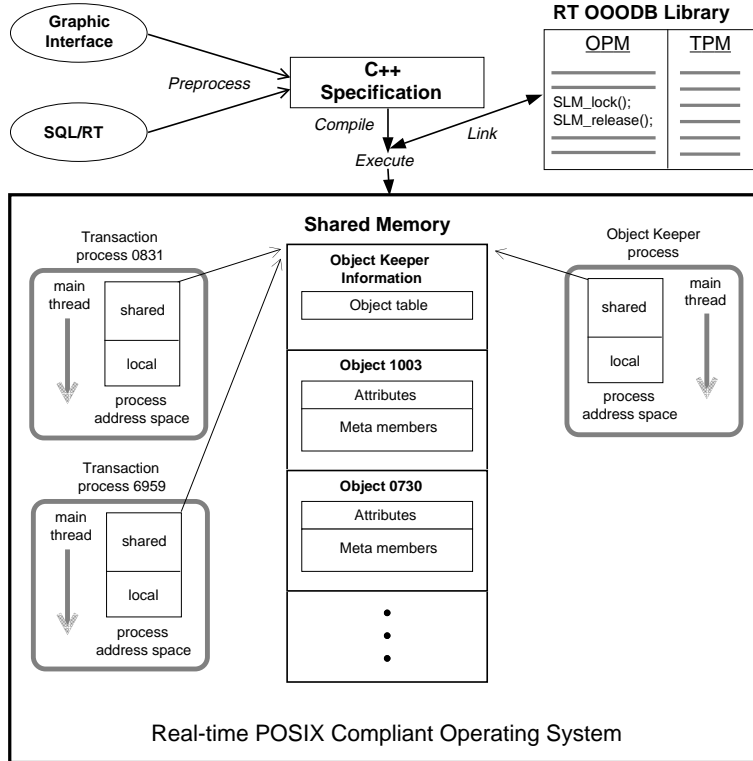 Graphic
Interface
SQL/RT
Preprocess
C++
Specification
Compile
Execute
Link
RT OOODB Library
OPM
TPM
SLM_lock();
SLM_release();
Shared Memory
Transaction
process 0831
main
thread
shared
local
process
address space
Transaction
process 6959
main
thread
shared
local
process
address space
Object Keeper
Information
Object table
Object 1003
Attributes
Meta members
Object 0730
Attributes
Meta members
Object Keeper
process
shared
local
main
thread
process
address space
Real-time POSIX Compliant Operating System